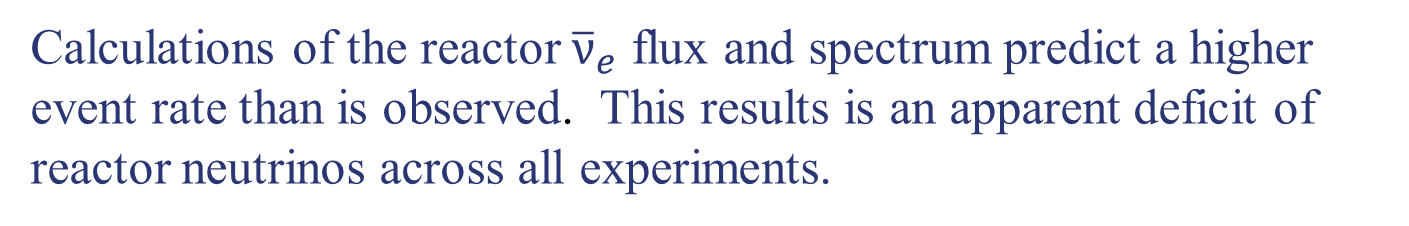 Calculations of the reactor ν̅ₑ flux and spectrum predict a higher
event rate than is observed. This results is an apparent deficit of
reactor neutrinos across all experiments.